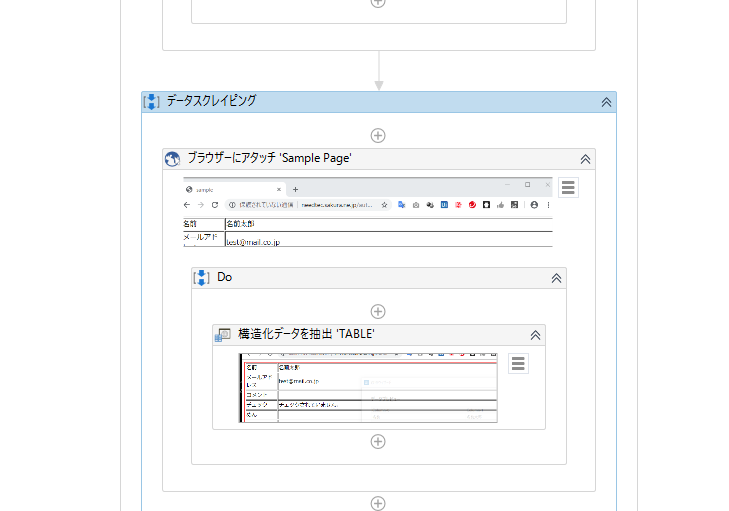 データスクレイピング
ブラウザーにアタッチ 'Sample Page'
sample
保護されていない通信 | needtec.sakura.ne.jp/aut...
名前 名前太郎
メールアド test@mail.co.jp
Do
構造化データを抽出 'TABLE'
名前 名前太郎
メールアドレス test@mail.co.jp
コメント
チェック チェックされていません